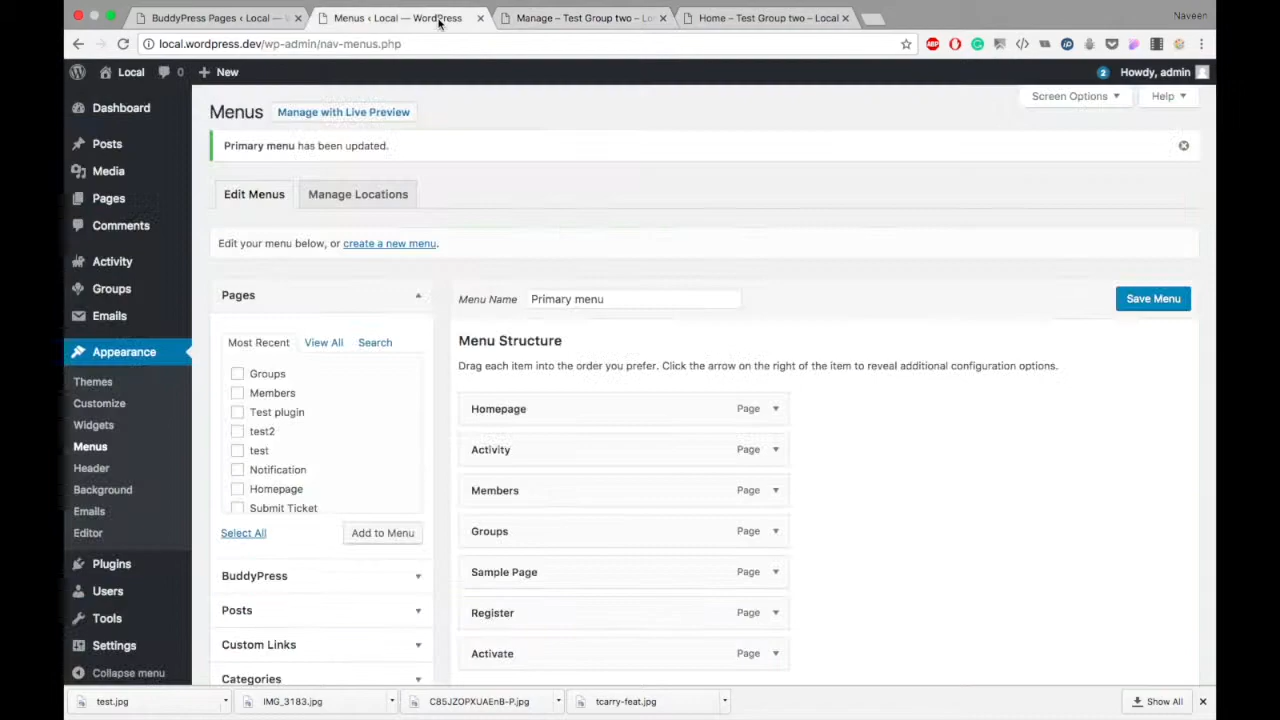 BuddyPress Pages ‹ Local — W
Menus ‹ Local — WordPress
Manage – Test Group two – Loc
Home – Test Group two – Local
Naveen
local.wordpress.dev/wp-admin/nav-menus.php
Local
0
New
2
Howdy, admin
Dashboard
Posts
Media
Pages
Comments
Activity
Groups
Emails
Appearance
Themes
Customize
Widgets
Menus
Header
Background
Emails
Editor
Plugins
Users
Tools
Settings
Collapse menu
Menus
Manage with Live Preview
Screen Options
Help
Primary menu has been updated.
Edit Menus
Manage Locations
Edit your menu below, or create a new menu.
Pages
Most Recent
View All
Search
Groups
Members
Test plugin
test2
test
Notification
Homepage
Submit Ticket
Select All
Add to Menu
BuddyPress
Posts
Custom Links
Categories
Menu Name
Primary menu
Save Menu
Menu Structure
Drag each item into the order you prefer. Click the arrow on the right of the item to reveal additional configuration options.
Homepage Page
Activity Page
Members Page
Groups Page
Sample Page Page
Register Page
Activate Page
test.jpg
IMG_3183.jpg
C85JZOPXUAEnB-P.jpg
tcarry-feat.jpg
Show All